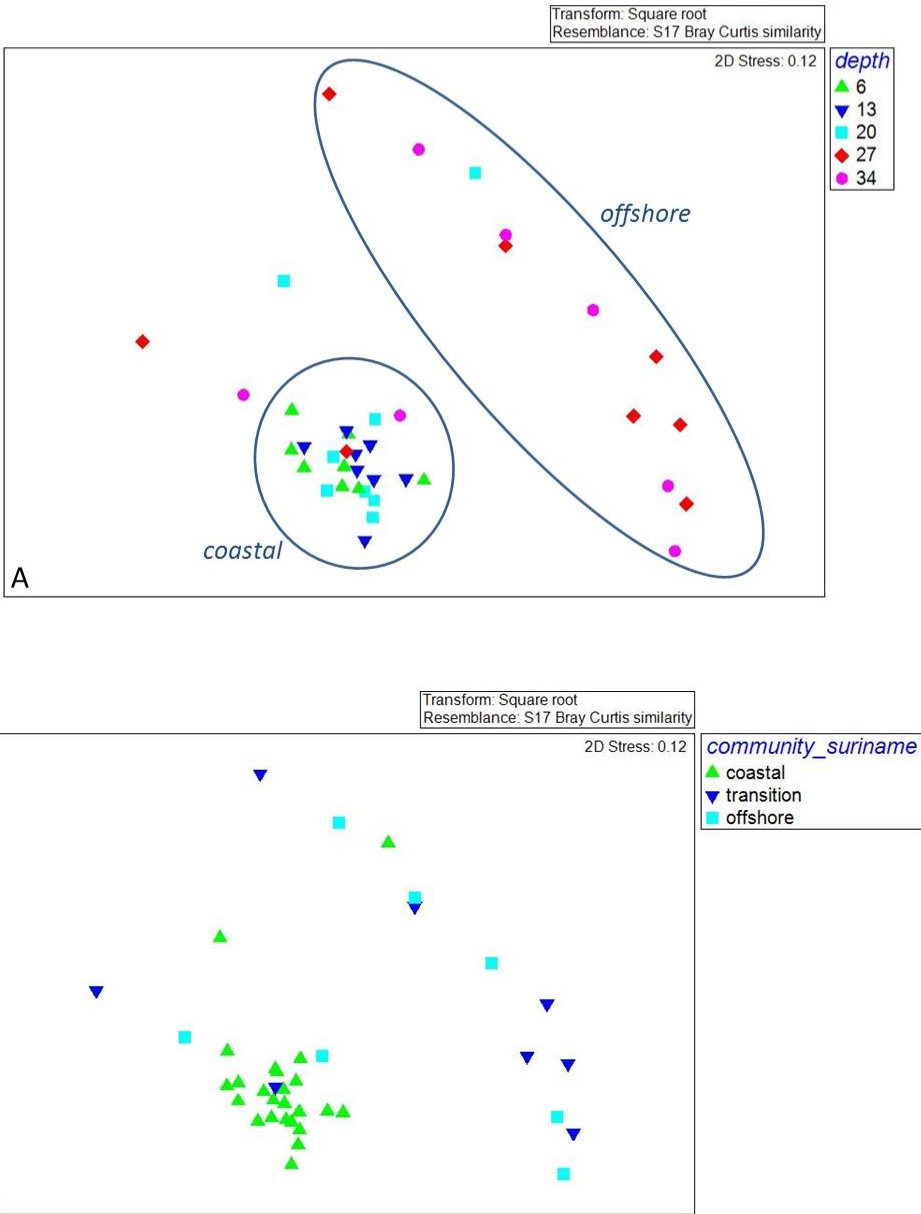 Transform: Square root
Resemblance: S17 Bray Curtis similarity
2D Stress: 0.12
depth
6
13
20
27
34
offshore
coastal
A
Transform: Square root
Resemblance: S17 Bray Curtis similarity
2D Stress: 0.12
community_suriname
coastal
transition
offshore